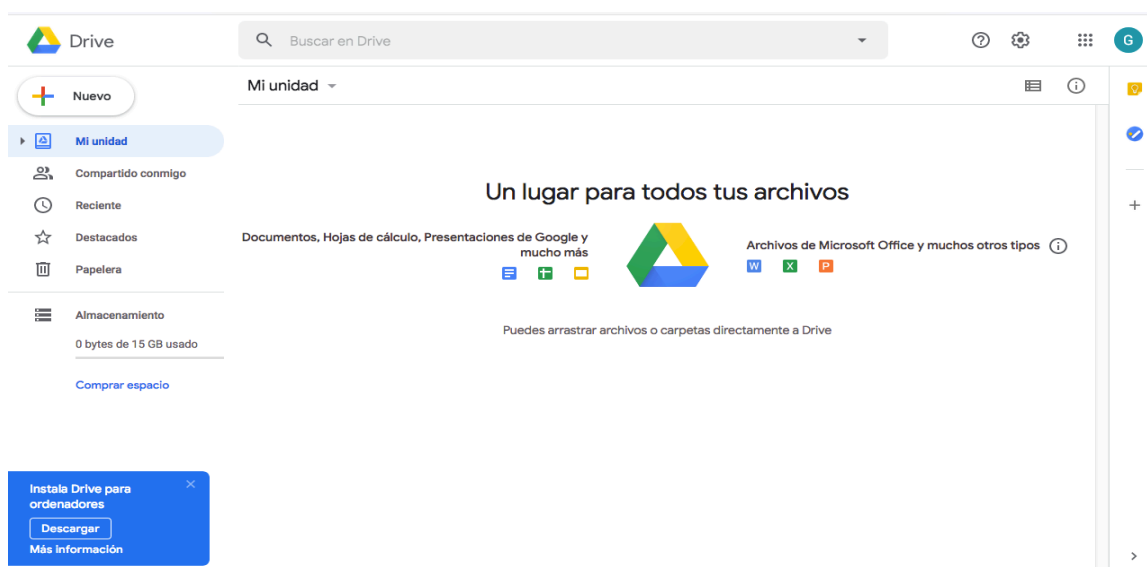 Drive
Buscar en Drive
G
Nuevo
Mi unidad
Mi unidad
Compartido conmigo
Reciente
Destacados
Papelera
Almacenamiento
0 bytes de 15 GB usado
Comprar espacio
Un lugar para todos tus archivos
Documentos, Hojas de cálculo, Presentaciones de Google y
mucho más
Archivos de Microsoft Office y muchos otros tipos
W X P
Puedes arrastrar archivos o carpetas directamente a Drive
Instala Drive para
ordenadores
Descargar
Más información